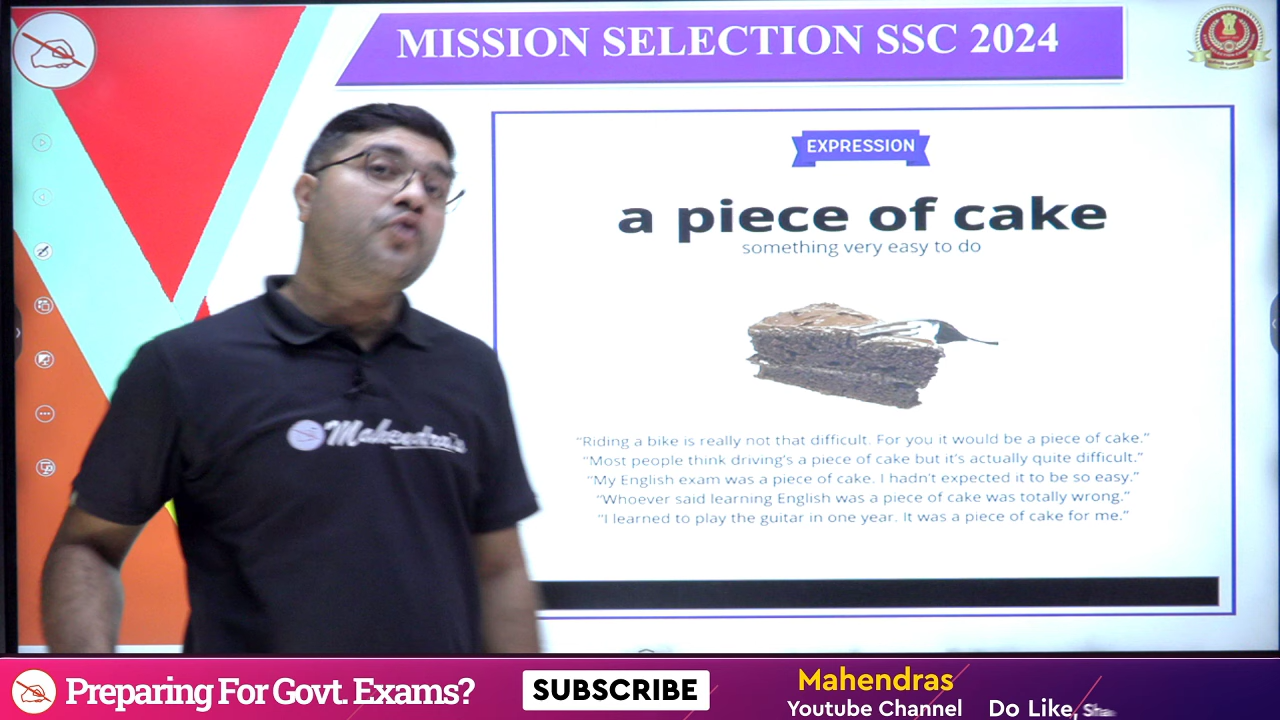 MISSION SELECTION SSC 2024
EXPRESSION
a piece of cake
something very easy to do
“Riding a bike is really not that difficult. For you it would be a piece of cake.”
“Most people think driving’s a piece of cake but it’s actually quite difficult.”
“My English exam was a piece of cake. I hadn’t expected it to be so easy.”
“Whoever said learning English was a piece of cake was totally wrong.”
“I learned to play the guitar in one year. It was a piece of cake for me.”
Mahendra's
Preparing For Govt. Exams?
SUBSCRIBE
Mahendras
Youtube Channel
Do Like,